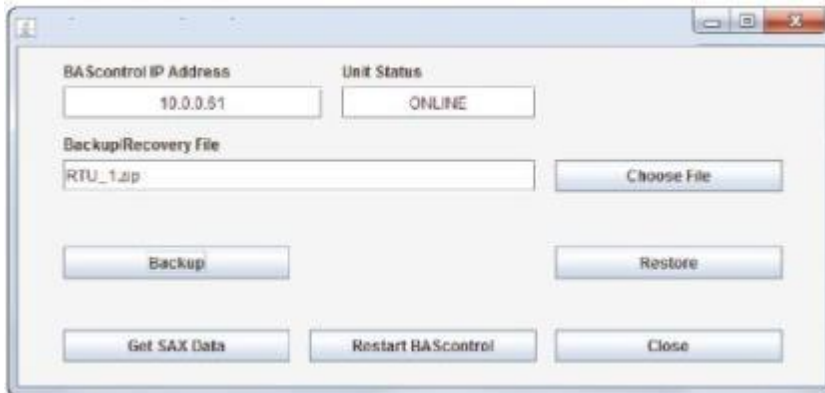 BAScontrol IP Address Unit Status
10.0.0.61 ONLINE
Backup/Recovery File
RTU_1.zip Choose File
Backup Restore
Get SAX Data Restart BAScontrol Close